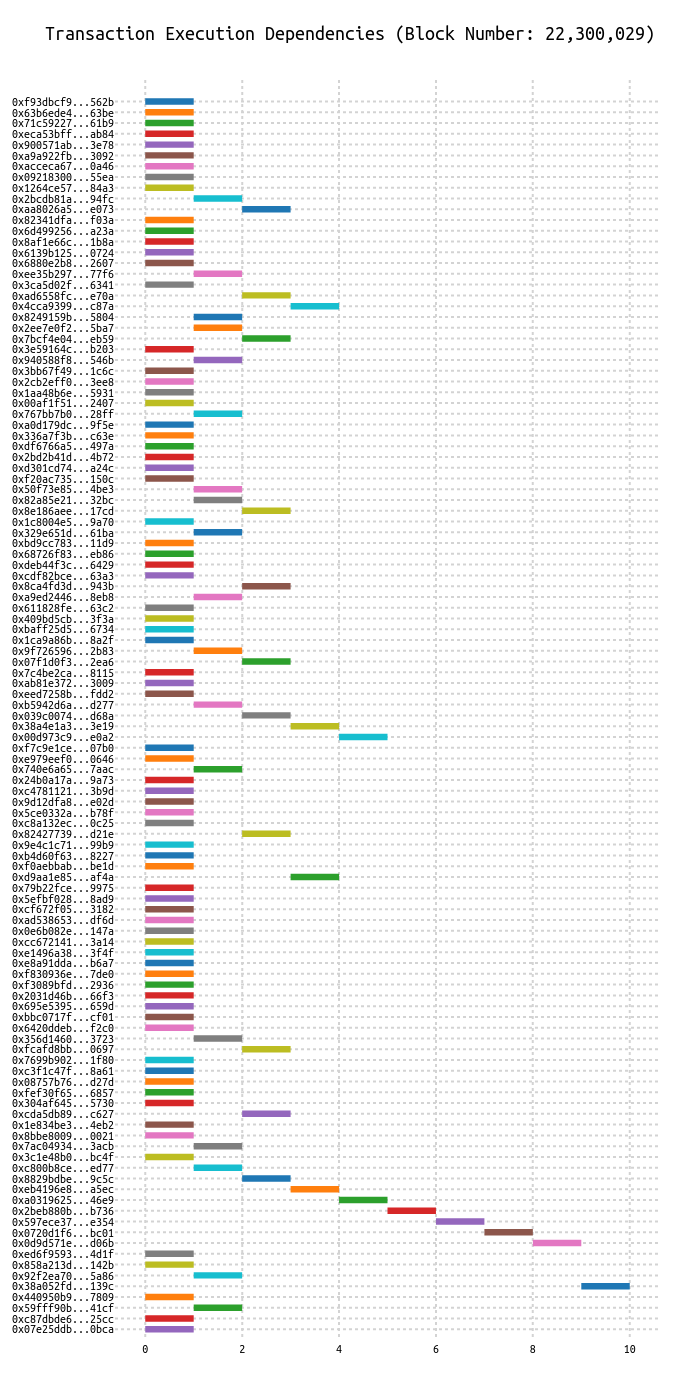 Transaction Execution Dependencies (Block Number: 22,300,029)
0xf93dbcf9...562b
0x63b6ede4...63be
0x71c59227...61b9
0xeca53bff...ab84
0x900571ab...3e78
0xa9a922fb...3092
0xacceca67...0a46
0x09218300...55ea
0x1264ce57...84a3
0x2bcdb81a...94fc
0xaa8026a5...e073
0x82341dfa...f03a
0x6d499256...a23a
0x8af1e66c...1b8a
0x6139b125...0724
0x6880e2b8...2607
0xee35b297...77f6
0x3ca5d02f...6341
0xad6558fc...e70a
0x4cca9399...c87a
0x8249159b...5804
0x2ee7e0f2...5ba7
0x7bcf4e04...eb59
0x3e59164c...b203
0x940588f8...546b
0x3bb67f49...1c6c
0x2cb2eff0...3ee8
0x1aa48b6e...5931
0x00af1f51...2407
0x767bb7b0...28ff
0xa0d179dc...9f5e
0x336a7f3b...c63e
0xdf6766a5...497a
0x2bd2b41d...4b72
0xd301cd74...a24c
0xf20ac735...150c
0x50f73e85...4be3
0x82a85e21...32bc
0x8e186aee...17cd
0x1c8004e5...9a70
0x329e651d...61ba
0xbd9cc783...11d9
0x68726f83...eb86
0xdeb44f3c...6429
0xcdf82bce...63a3
0x8ca4fd3d...943b
0xa9ed2446...8eb8
0x611828fe...63c2
0x409bd5cb...3f3a
0xbaff25d5...6734
0x1ca9a86b...8a2f
0x9f726596...2b83
0x07f1d0f3...2ea6
0x7c4be2ca...8115
0xab81e372...3009
0xeed7258b...fdd2
0xb5942d6a...d277
0x039c0074...d68a
0x38a4e1a3...3e19
0x00d973c9...e0a2
0xf7c9e1ce...07b0
0xe979eef0...0646
0x740e6a65...7aac
0x24b0a17a...9a73
0xc4781121...3b9d
0x9d12dfa8...e02d
0x5ce0332a...b78f
0xc8a132ec...0c25
0x82427739...d21e
0x9e4c1c71...99b9
0xb4d60f63...8227
0xf0aebbab...be1d
0xd9aa1e85...af4a
0x79b22fce...9975
0x5efbf028...8ad9
0xcf672f05...3182
0xad538653...df6d
0x0e6b082e...147a
0xcc672141...3a14
0xe1496a38...3f4f
0xe8a91dda...b6a7
0xf830936e...7de0
0xf3089bfd...2936
0x2031d46b...66f3
0x695e5395...659d
0xbbc0717f...cf01
0x6420ddeb...f2c0
0x356d1460...3723
0xfcafd8bb...0697
0x7699b902...1f80
0xc3f1c47f...8a61
0x08757b76...d27d
0xfef30f65...6857
0x304af645...5730
0xcda5db89...c627
0x1e834be3...4eb2
0x8bbe8009...0021
0x7ac04934...3acb
0x3c1e48b0...bc4f
0xc800b8ce...ed77
0x8829bdbe...9c5c
0xeb4196e8...a5ec
0xa0319625...46e9
0x2beb880b...b736
0x597ece37...e354
0x0720d1f6...bc01
0x0d9d571e...d06b
0xed6f9593...4d1f
0x858a213d...142b
0x92f2ea70...5a86
0x38a052fd...139c
0x440950b9...7809
0x59fff90b...41cf
0xc87dbde6...25cc
0x07e25ddb...0bca
0 2 4 6 8 10